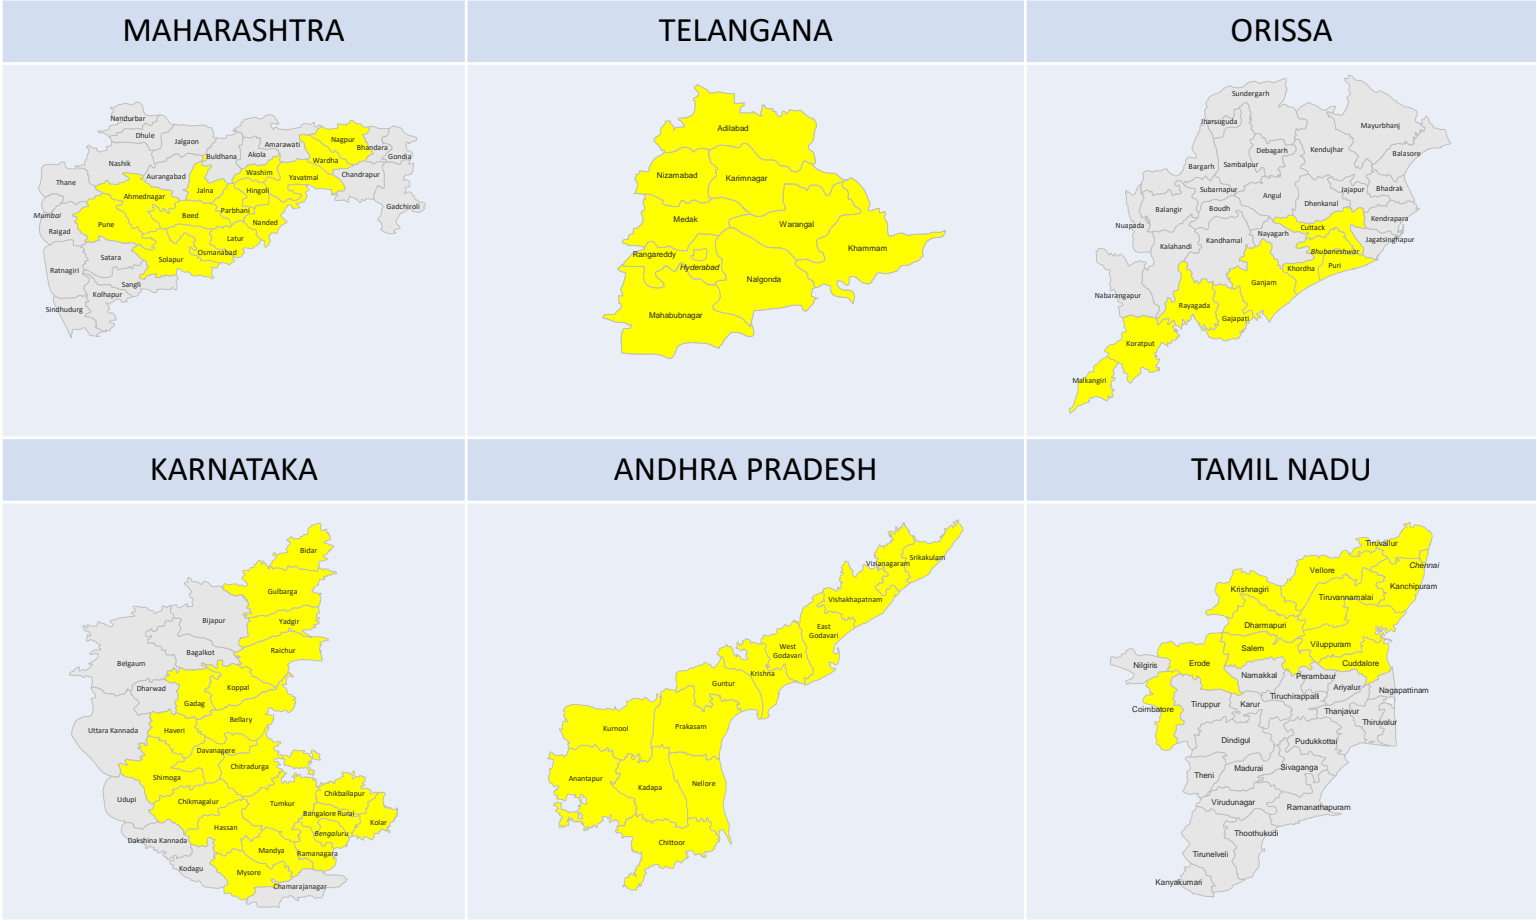 MAHARASHTRA
TELANGANA
ORISSA
Nandurbar
Dhule
Jalgaon
Nashik
Buldhana
Akola
Amarawati
Nagpur
Bhandara
Gondia
Wardha
Thane
Aurangabad
Washim
Yavatmal
Chandrapur
Ahmednagar
Jalna
Hingoli
Gadchiroli
Mumbai
Pune
Beed
Parbhani
Nanded
Raigad
Latur
Satara
Solapur
Osmanabad
Ratnagiri
Sangli
Kolhapur
Sindhudurg
Adilabad
Nizamabad
Karimnagar
Medak
Warangal
Rangareddy
Hyderabad
Khammam
Nalgonda
Mahabubnagar
Sundergarh
Jharsuguda
Mayurbhanj
Debagarh
Kendujhar
Balasore
Bargarh
Sambalpur
Subarnapur
Angul
Jajapur
Bhadrak
Balangir
Boudh
Dhenkanal
Kendrapara
Nuapada
Cuttack
Kalahandi
Kandhamal
Nayagarh
Jagatsinghapur
Bhubaneshwar
Khordha
Puri
Nabarangapur
Ganjam
Rayagada
Gajapati
Koratput
Malkangiri
KARNATAKA
ANDHRA PRADESH
TAMIL NADU
Bidar
Gulbarga
Bijapur
Yadgir
Bagalkot
Raichur
Belgaum
Dharwad
Koppal
Gadag
Bellary
Uttara Kannada
Haveri
Davanagere
Chitradurga
Shimoga
Udupi
Chikmagalur
Tumkur
Chikballapur
Bangalore Rural
Kolar
Hassan
Bengaluru
Dakshina Kannada
Mandya
Ramanagara
Kodagu
Mysore
Chamarajanagar
Srikakulam
Vizianagaram
Vishakhapatnam
East
Godavari
West
Godavari
Krishna
Guntur
Kurnool
Prakasam
Anantapur
Kadapa
Nellore
Chittoor
Tiruvallur
Chennai
Vellore
Kanchipuram
Krishnagiri
Tiruvannamalai
Dharmapuri
Salem
Viluppuram
Nilgiris
Erode
Cuddalore
Namakkal
Perambaur
Ariyalur
Nagapattinam
Coimbatore
Tiruppur
Karur
Tiruchirappalli
Thanjavur
Thiruvalur
Dindigul
Pudukkottai
Theni
Madurai
Sivaganga
Virudunagar
Ramanathapuram
Thoothukudi
Tirunelveli
Kanyakumari